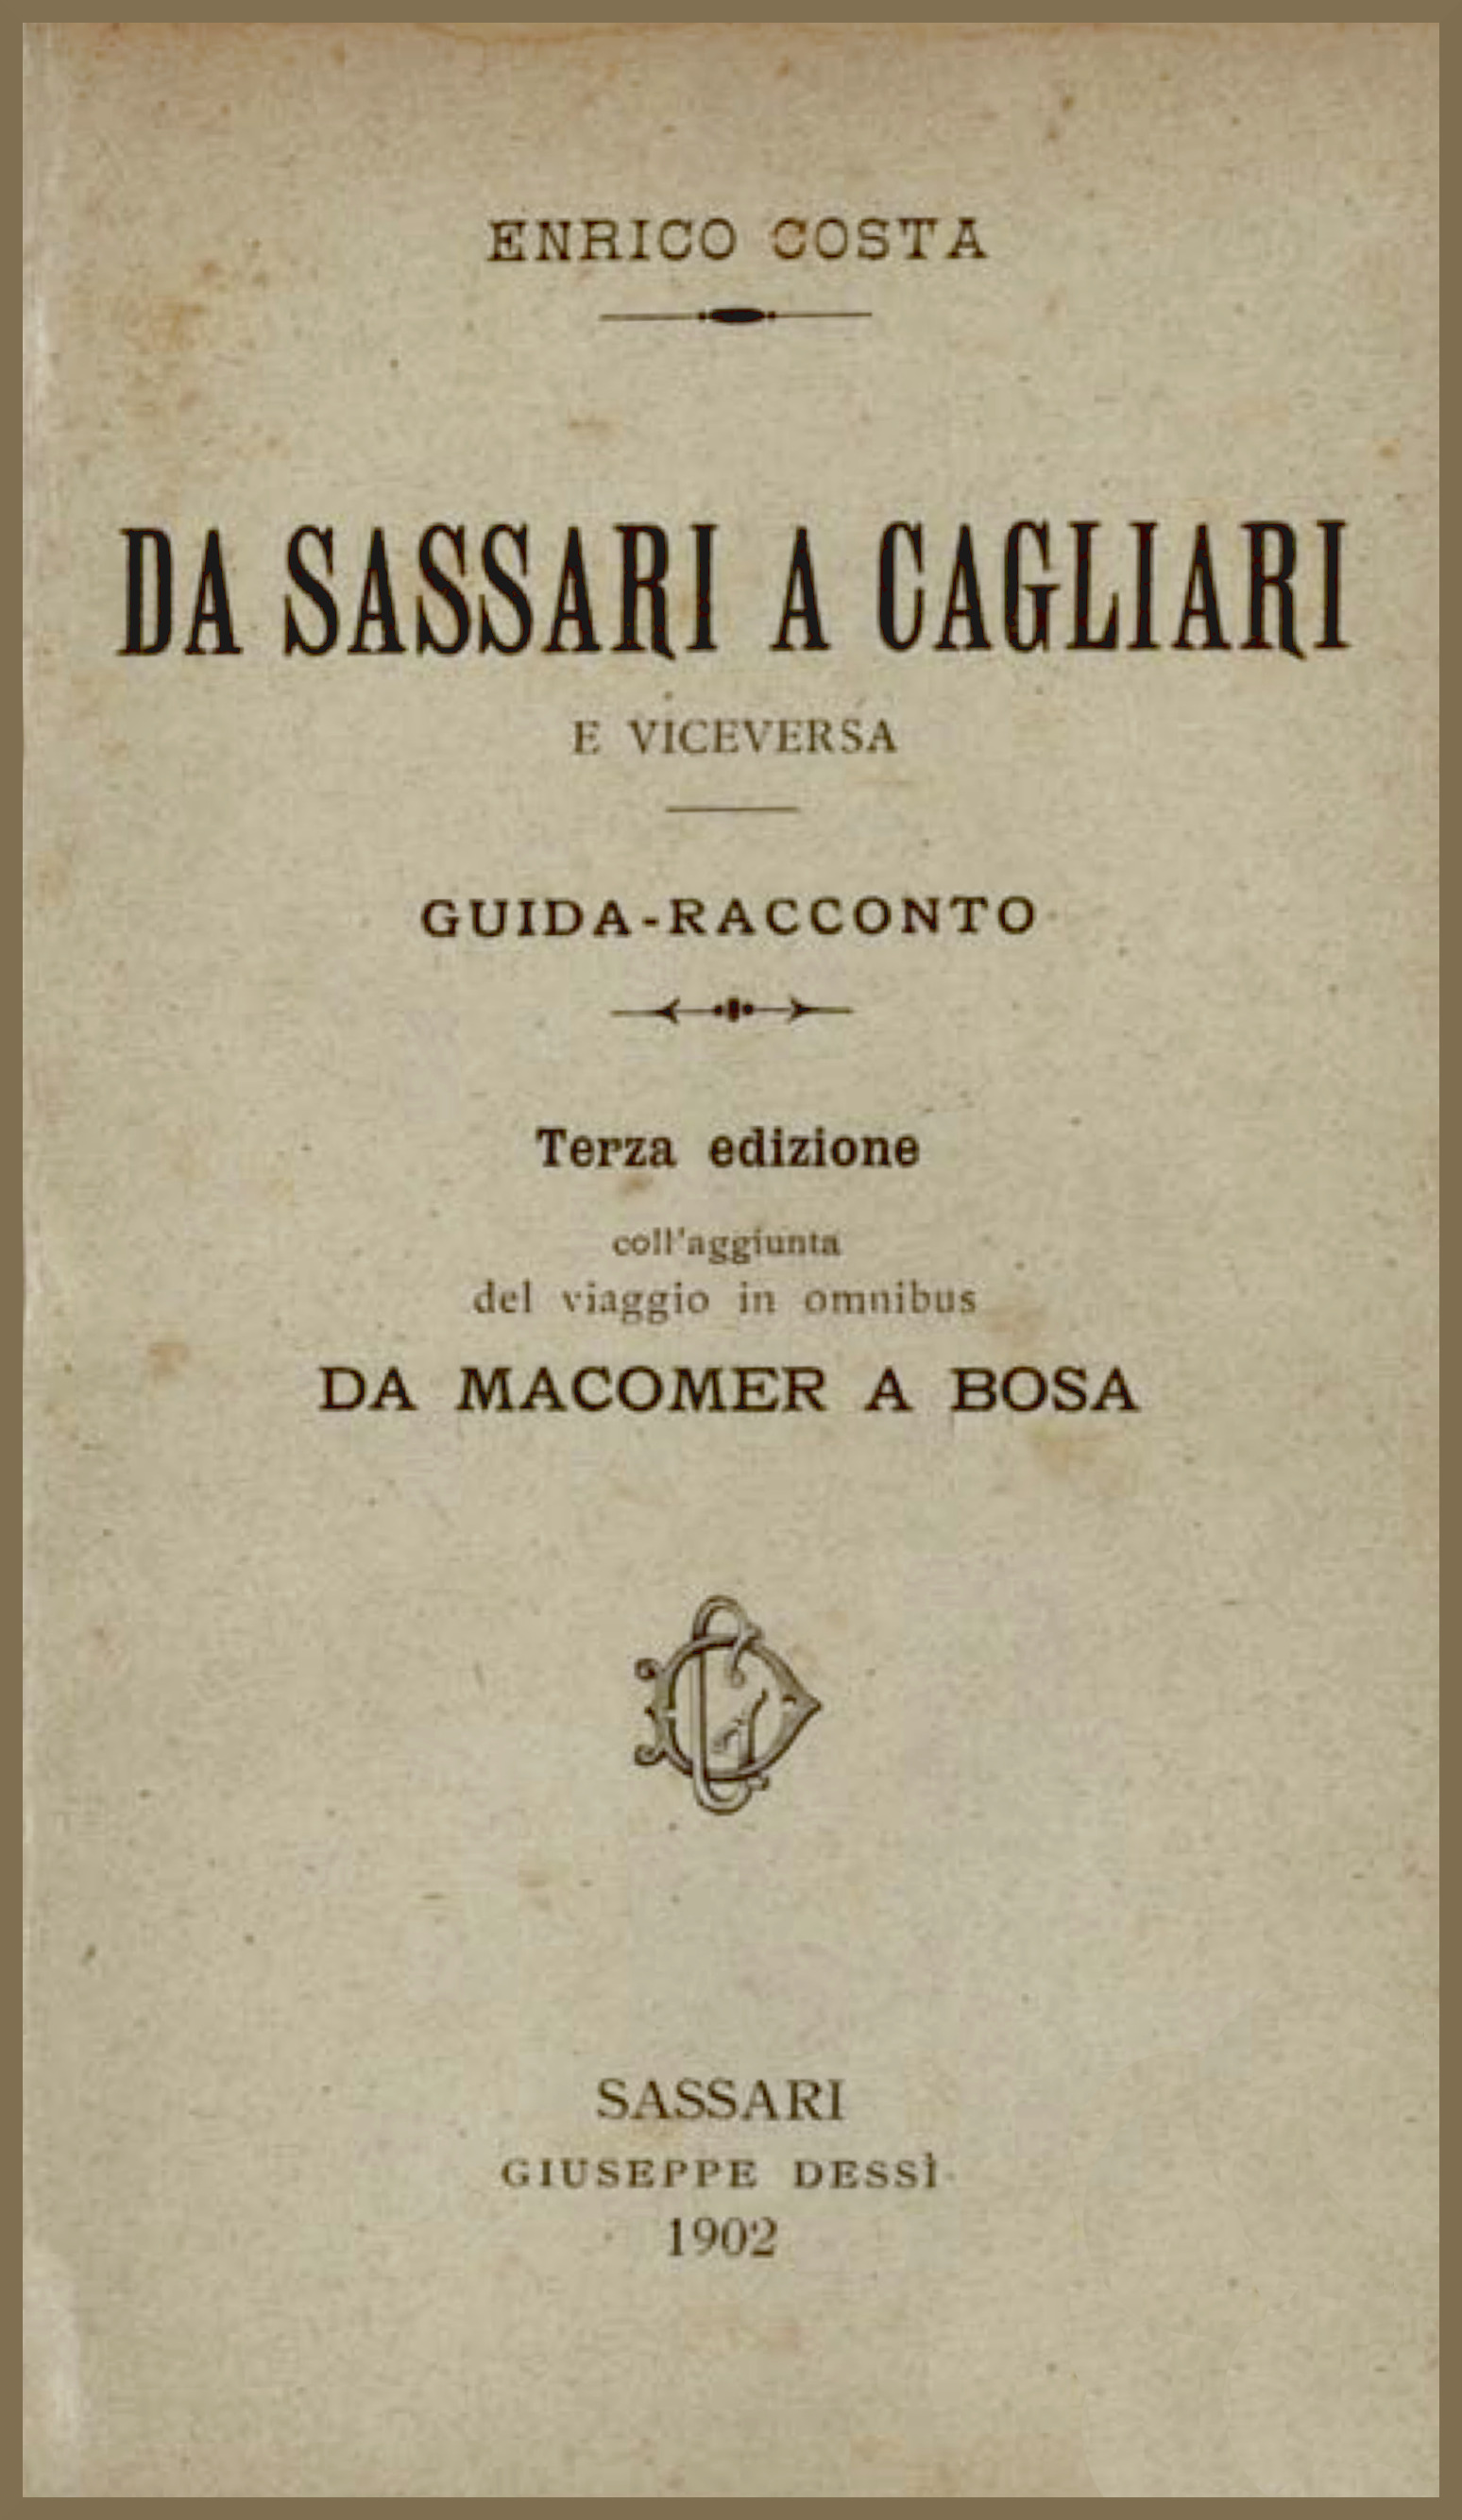 ENRICO COSTA
DA SASSARI A CAGLIARI
E VICEVERSA
GUIDA-RACCONTO
Terza edizione
coll'aggiunta
del viaggio in omnibus
DA MACOMER A BOSA
SASSARI
GIUSEPPE DESSÌ
1902